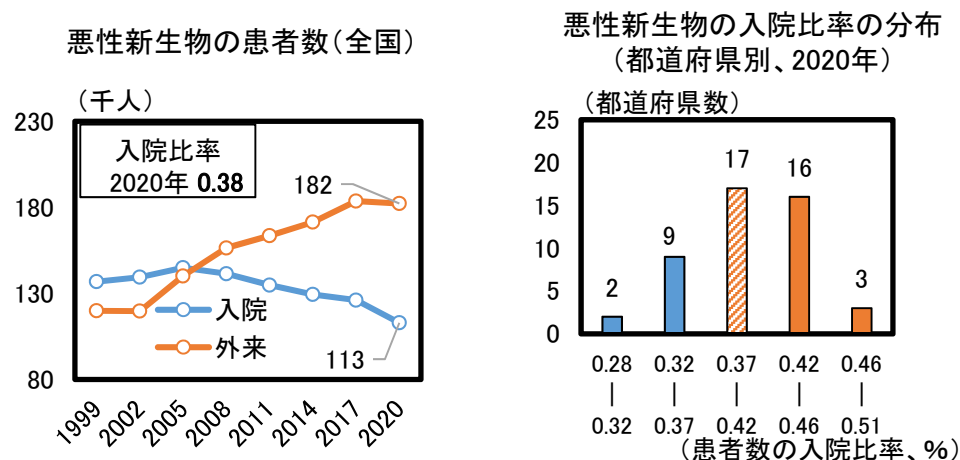 悪性新生物の患者数(全国)
(千人)
230
180
130
80
入院比率
2020年 0.38
182
113
入院
外来
1999
2002
2005
2008
2011
2014
2017
2020
悪性新生物の入院比率の分布
(都道府県別、2020年)
(都道府県数)
25
20
15
10
5
0
2
9
17
16
3
0.28 0.32 0.37 0.42 0.46
| | | | |
0.32 0.37 0.42 0.46 0.51
(患者数の入院比率、%)